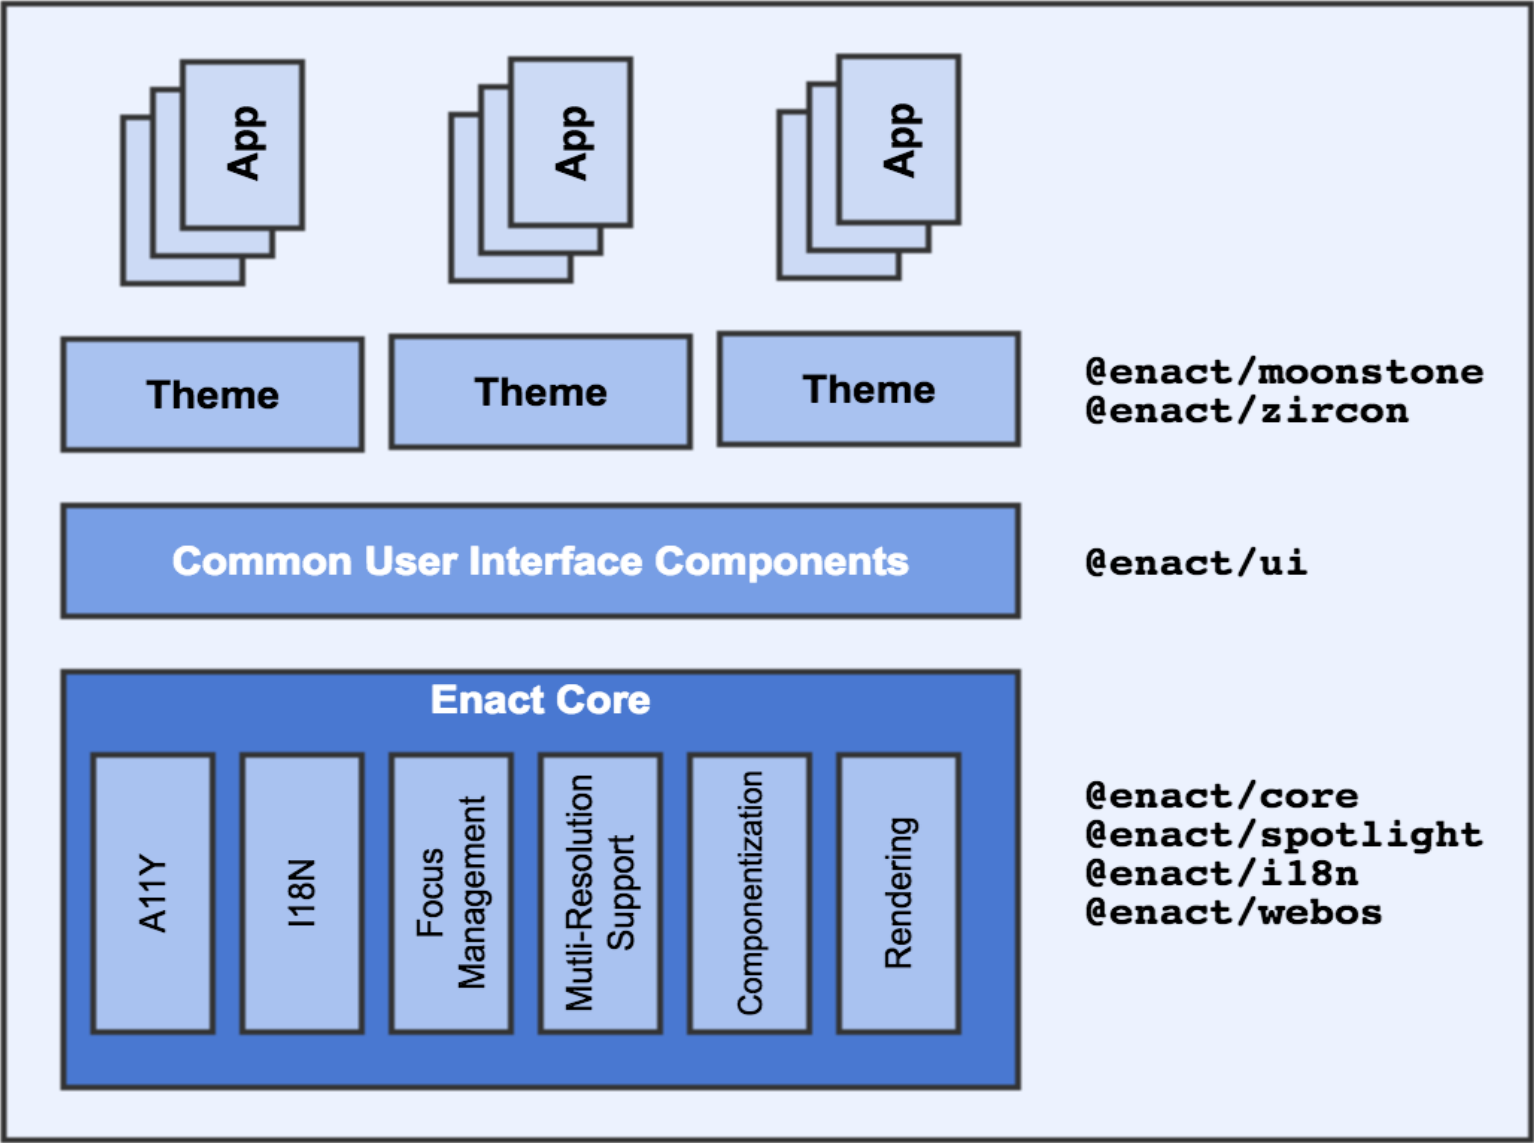 App
App
App
Theme
Theme
Theme
@enact/moonstone
@enact/zircon
Common User Interface Components
@enact/ui
Enact Core
A11Y
I18N
Focus
Management
Mutli-Resolution
Support
Componentization
Rendering
@enact/core
@enact/spotlight
@enact/i18n
@enact/webos